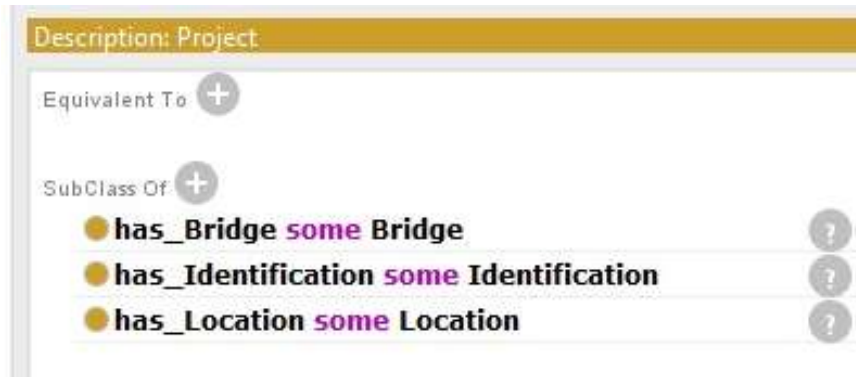 Description: Project
Equivalent To +
SubClass Of +
has_Bridge some Bridge ?
has_Identification some Identification ?
has_Location some Location ?